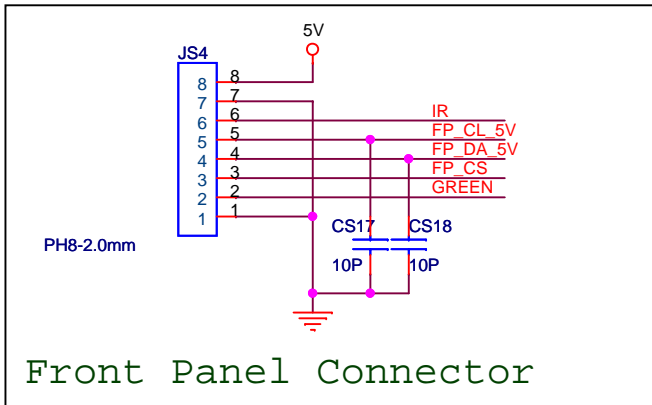 5V
JS4
8 8
7 7
6 6 IR
5 5 FP_CL_5V
4 4 FP_DA_5V
3 3 FP_CS
2 2 GREEN
1 1
CS17 CS18
PH8-2.0mm
10P 10P
Front Panel Connector